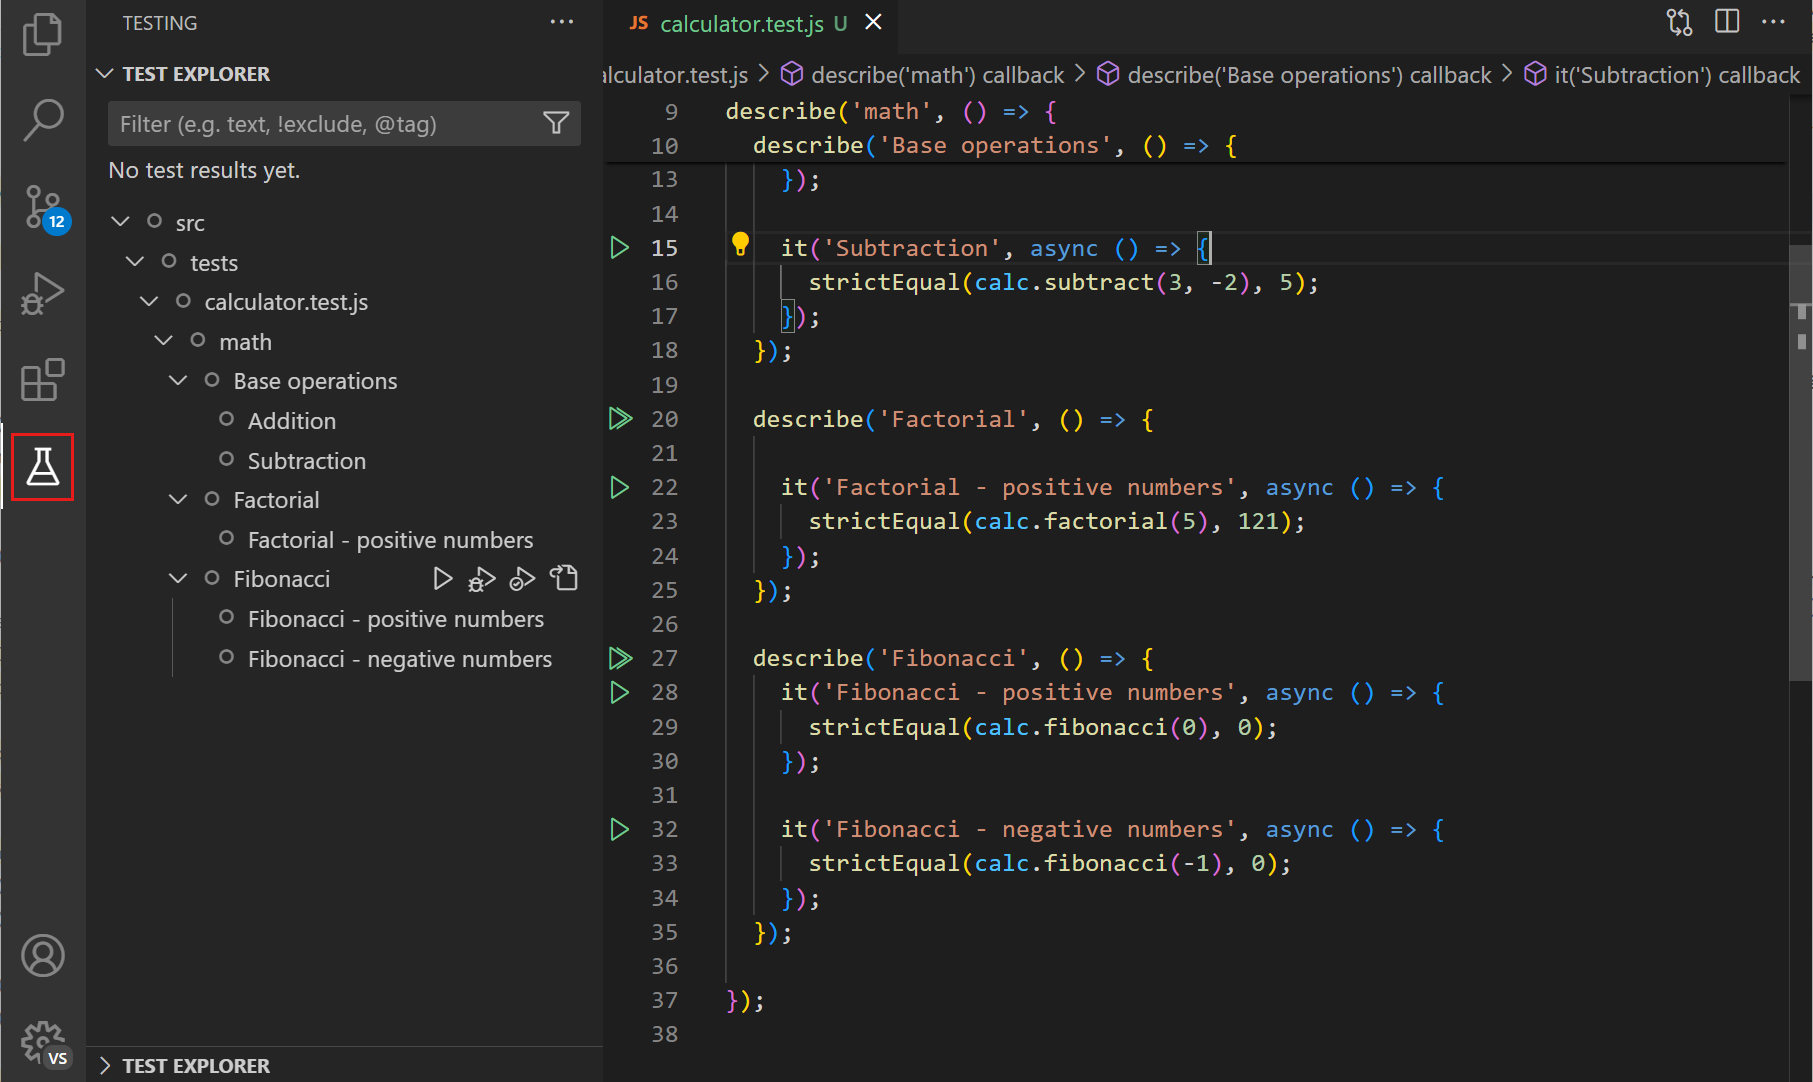 TESTING
TEST EXPLORER
Filter (e.g. text, !exclude, @tag)
No test results yet.
src
tests
calculator.test.js
math
Base operations
Addition
Subtraction
Factorial
Factorial - positive numbers
Fibonacci
Fibonacci - positive numbers
Fibonacci - negative numbers
TEST EXPLORER
12
VS
JS calculator.test.js U
alculator.test.js > describe('math') callback > describe('Base operations') callback > it('Subtraction') callback
9 describe('math', () => {
10 describe('Base operations', () => {
13 });
14
15 it('Subtraction', async () => {
16 strictEqual(calc.subtract(3, -2), 5);
17 });
18 });
19
20 describe('Factorial', () => {
21
22 it('Factorial - positive numbers', async () => {
23 strictEqual(calc.factorial(5), 121);
24 });
25 });
26
27 describe('Fibonacci', () => {
28 it('Fibonacci - positive numbers', async () => {
29 strictEqual(calc.fibonacci(0), 0);
30 });
31
32 it('Fibonacci - negative numbers', async () => {
33 strictEqual(calc.fibonacci(-1), 0);
34 });
35 });
36
37 });
38